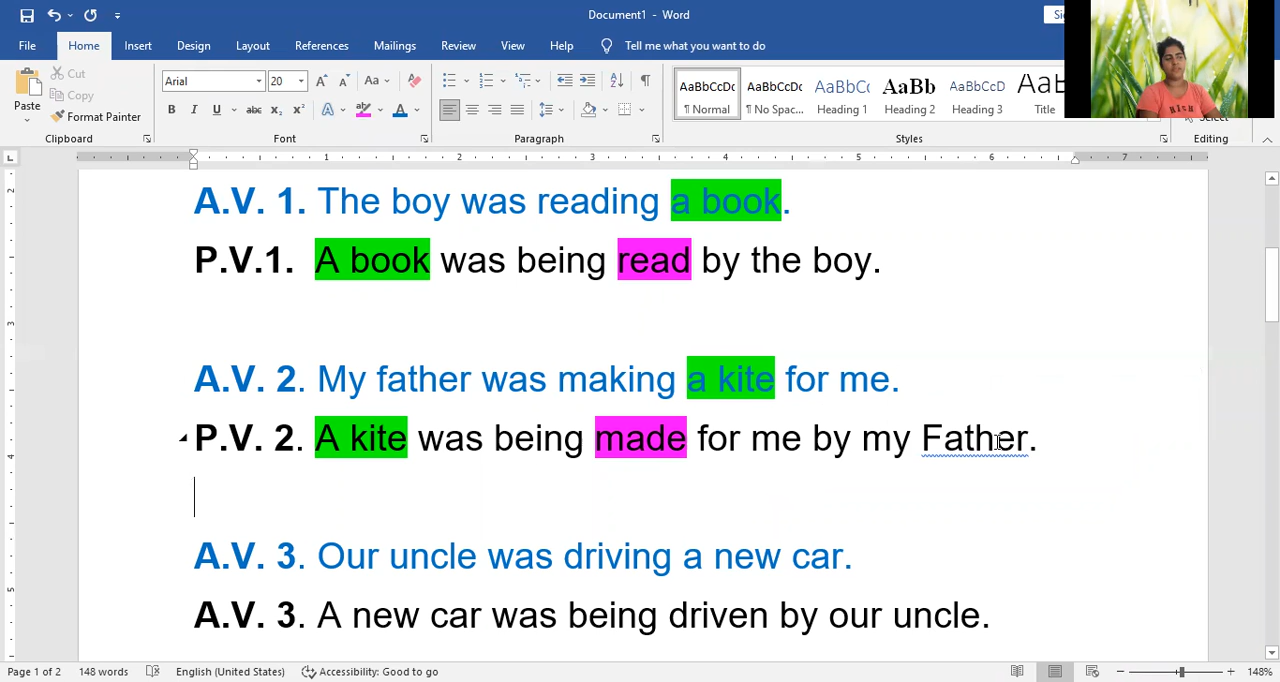 Document1 - Word
File Home Insert Design Layout References Mailings Review View Help Tell me what you want to do
Paste
Cut
Copy
Format Painter
Clipboard
Arial 20
Font
Paragraph
AaBbCcDc AaBbCcDc AaBbCc AaBb AaBbCcD
¶ Normal ¶ No Spac... Heading 1 Heading 2 Heading 3 Title
Styles
Select
Editing
RICH
A.V. 1. The boy was reading a book.
P.V.1. A book was being read by the boy.
A.V. 2. My father was making a kite for me.
P.V. 2. A kite was being made for me by my Father.
A.V. 3. Our uncle was driving a new car.
A.V. 3. A new car was being driven by our uncle.
Page 1 of 2 148 words English (United States) Accessibility: Good to go 148%